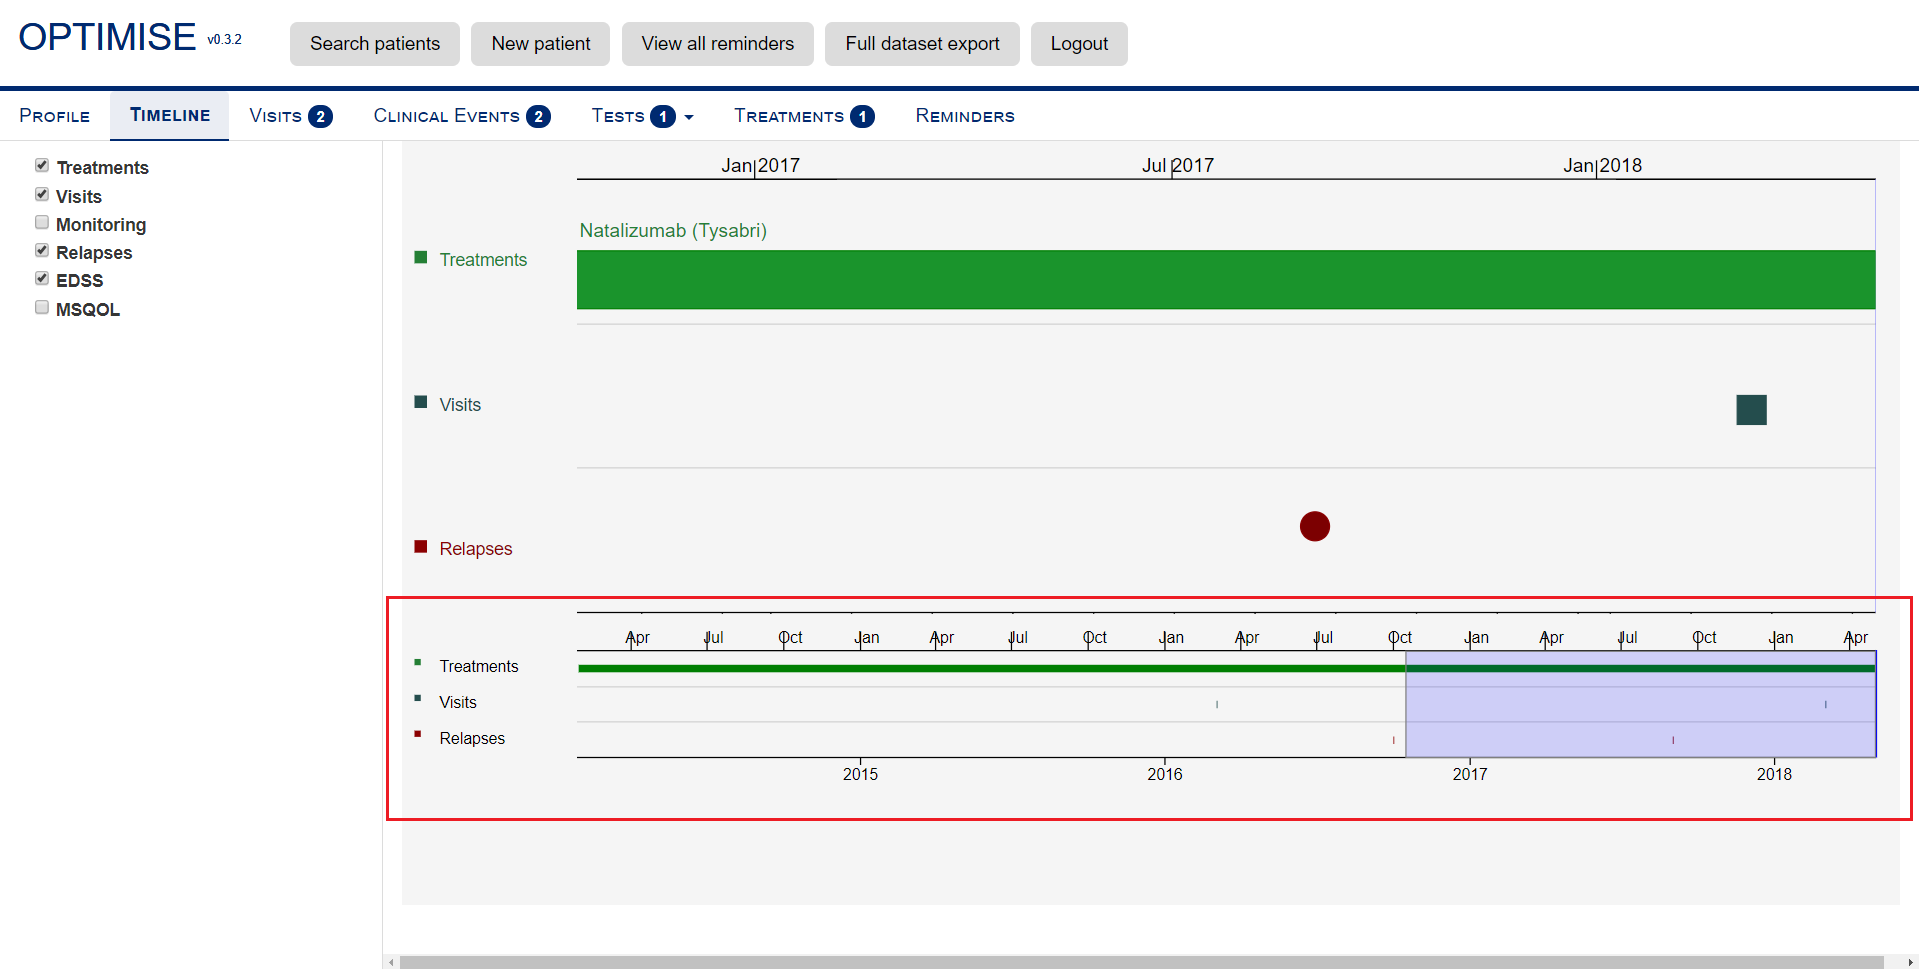 OPTIMISE v0.3.2
Search patients
New patient
View all reminders
Full dataset export
Logout
PROFILE
TIMELINE
VISITS 2
CLINICAL EVENTS 2
TESTS 1
TREATMENTS 1
REMINDERS
Treatments
Visits
Monitoring
Relapses
EDSS
MSQOL
Jan 2017
Jul 2017
Jan 2018
Natalizumab (Tysabri)
Treatments
Visits
Relapses
Apr Jul Oct Jan Apr Jul Oct Jan Apr Jul Oct Jan Apr Jul Oct Jan Apr
Treatments
Visits
Relapses
2015 2016 2017 2018